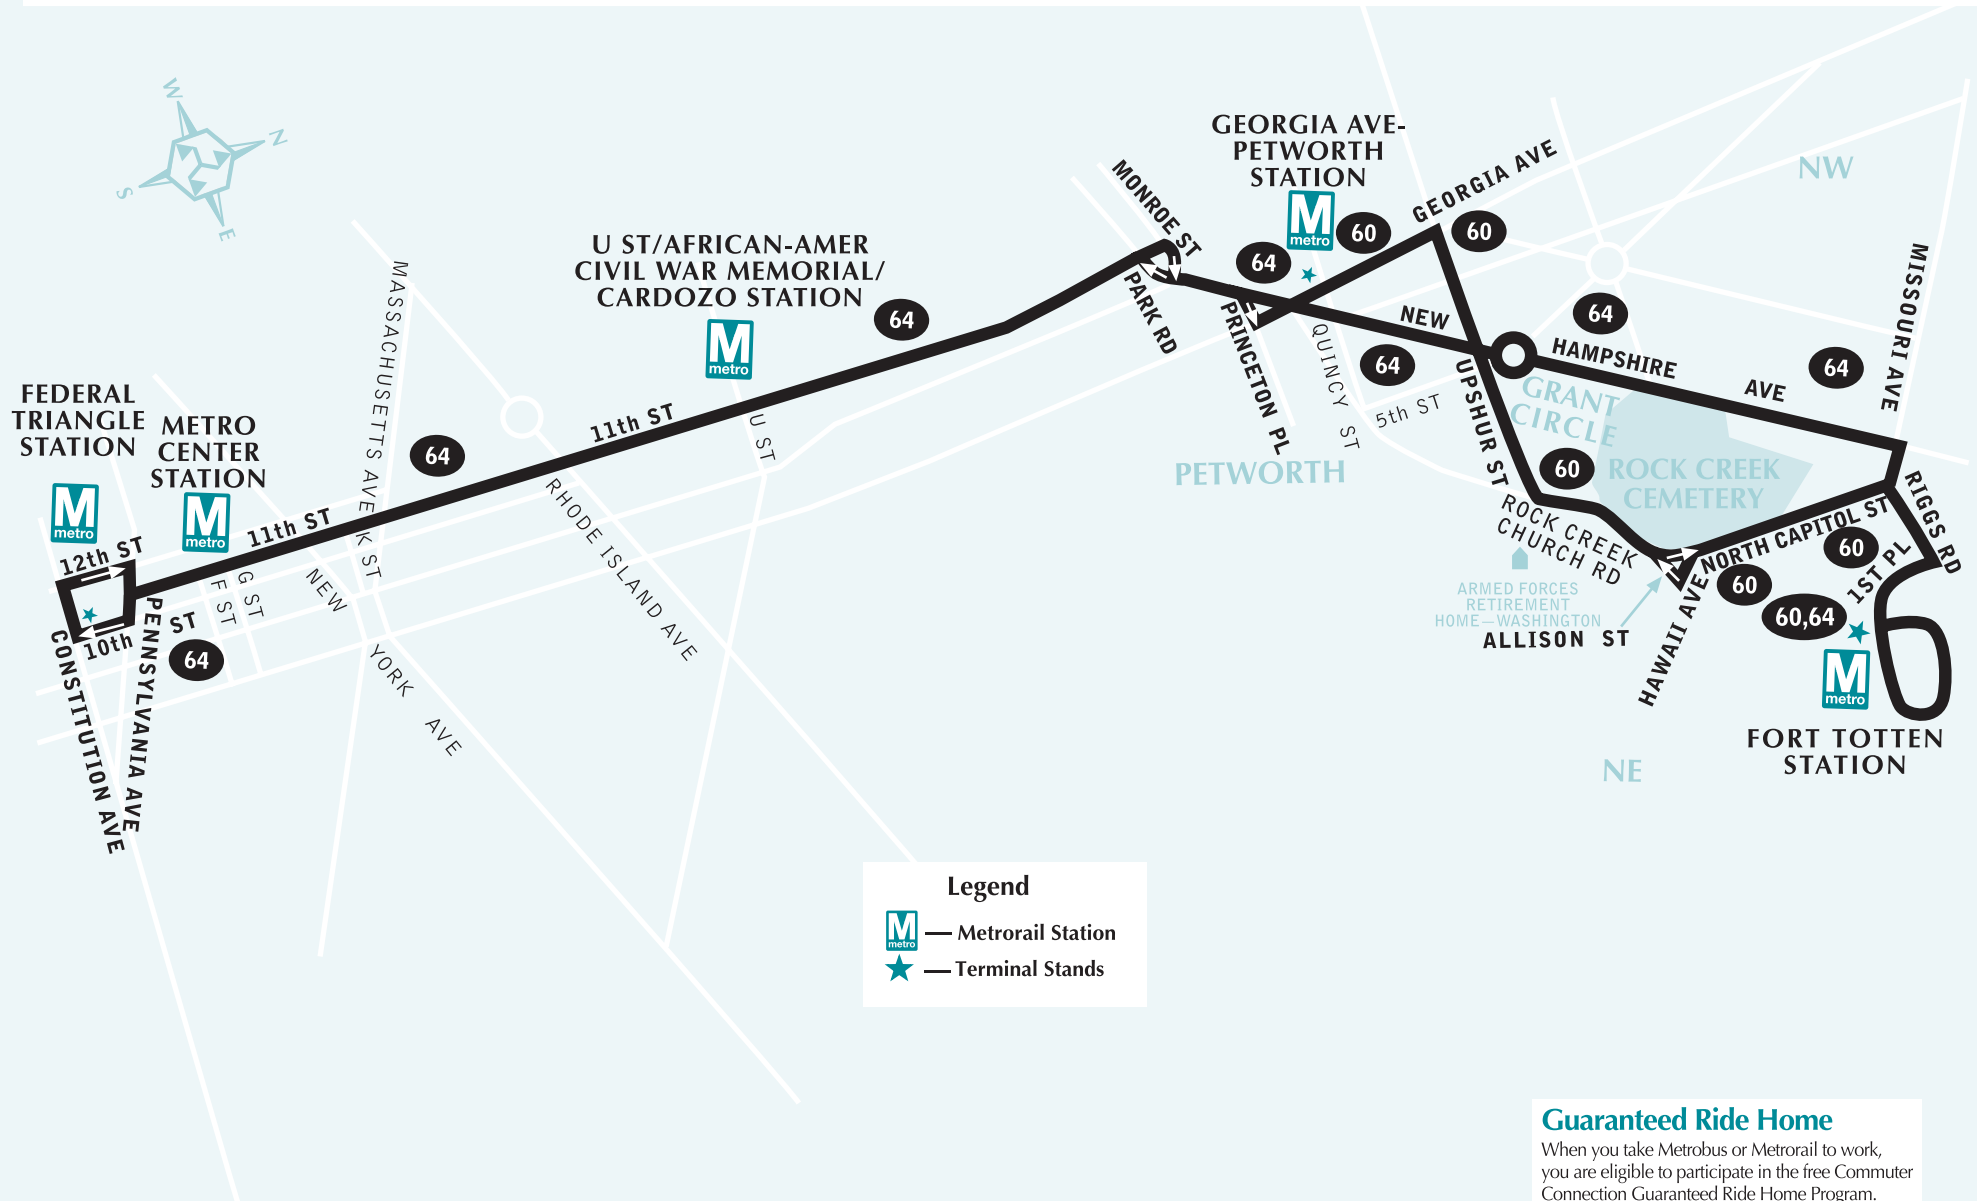 W
N
S
E
GEORGIA AVE-
PETWORTH
STATION
M
metro
60
64
GEORGIA AVE
60
NW
MONROE ST
PARK RD
U ST/AFRICAN-AMER
CIVIL WAR MEMORIAL/
CARDOZO STATION
M
metro
64
MASSACHUSETTS AVE
K ST
FEDERAL
TRIANGLE
STATION
M
metro
METRO
CENTER
STATION
M
metro
64
11th ST
U ST
11th ST
12th ST
10th ST
64
F ST
G ST
NEW
YORK
AVE
RHODE ISLAND AVE
CONSTITUTION AVE
PENNSYLVANIA AVE
PRINCETON PL
QUINCY ST
PETWORTH
64
5th ST
NEW
HAMPSHIRE
AVE
64
64
MISSOURI AVE
UPSHUR ST
GRANT
CIRCLE
60
ROCK CREEK
CEMETERY
ROCK CREEK
CHURCH RD
ARMED FORCES
RETIREMENT
HOME—WASHINGTON
ALLISON ST
HAWAII AVE
NORTH CAPITOL ST
60
60
RIGGS RD
1ST PL
60,64
M
metro
FORT TOTTEN
STATION
NE
Legend
M
metro
Metrorail Station
Terminal Stands
Guaranteed Ride Home
When you take Metrobus or Metrorail to work,
you are eligible to participate in the free Commuter
Connection Guaranteed Ride Home Program.